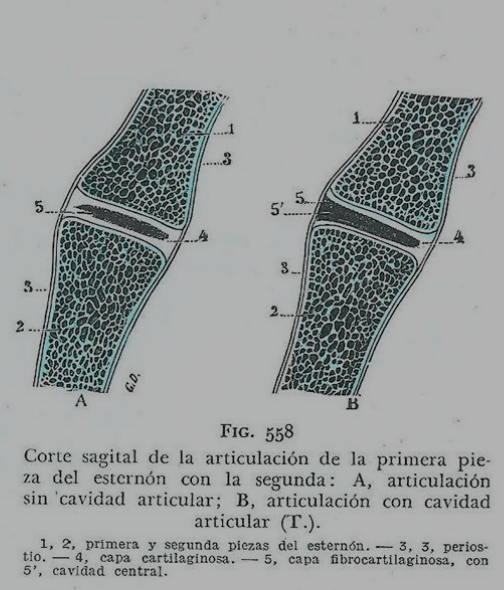 1
3
5
4
3
2
A
G.D.
1
3
5
5'
4
3
2
B
FIG. 558
Corte sagital de la articulación de la primera pie-
za del esternón con la segunda: A, articulación
sin cavidad articular; B, articulación con cavidad
articular (T.).
1, 2, primera y segunda piezas del esternón. — 3, 3, perios-
tio. — 4, capa cartilaginosa. — 5, capa fibrocartilaginosa, con
5', cavidad central.